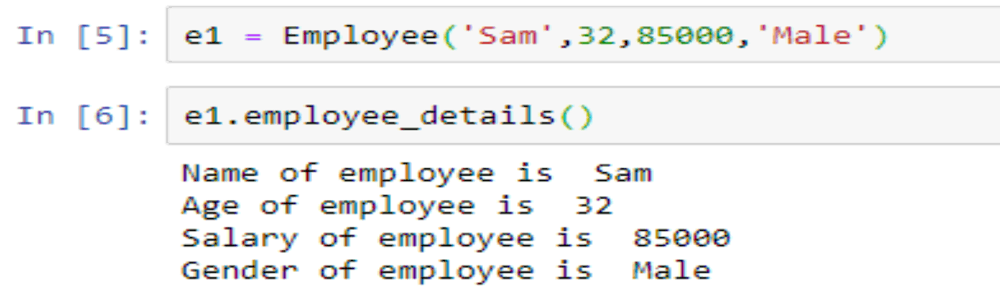 In [5]: e1 = Employee('Sam',32,85000,'Male')
In [6]: e1.employee_details()
Name of employee is  Sam
Age of employee is  32
Salary of employee is  85000
Gender of employee is  Male